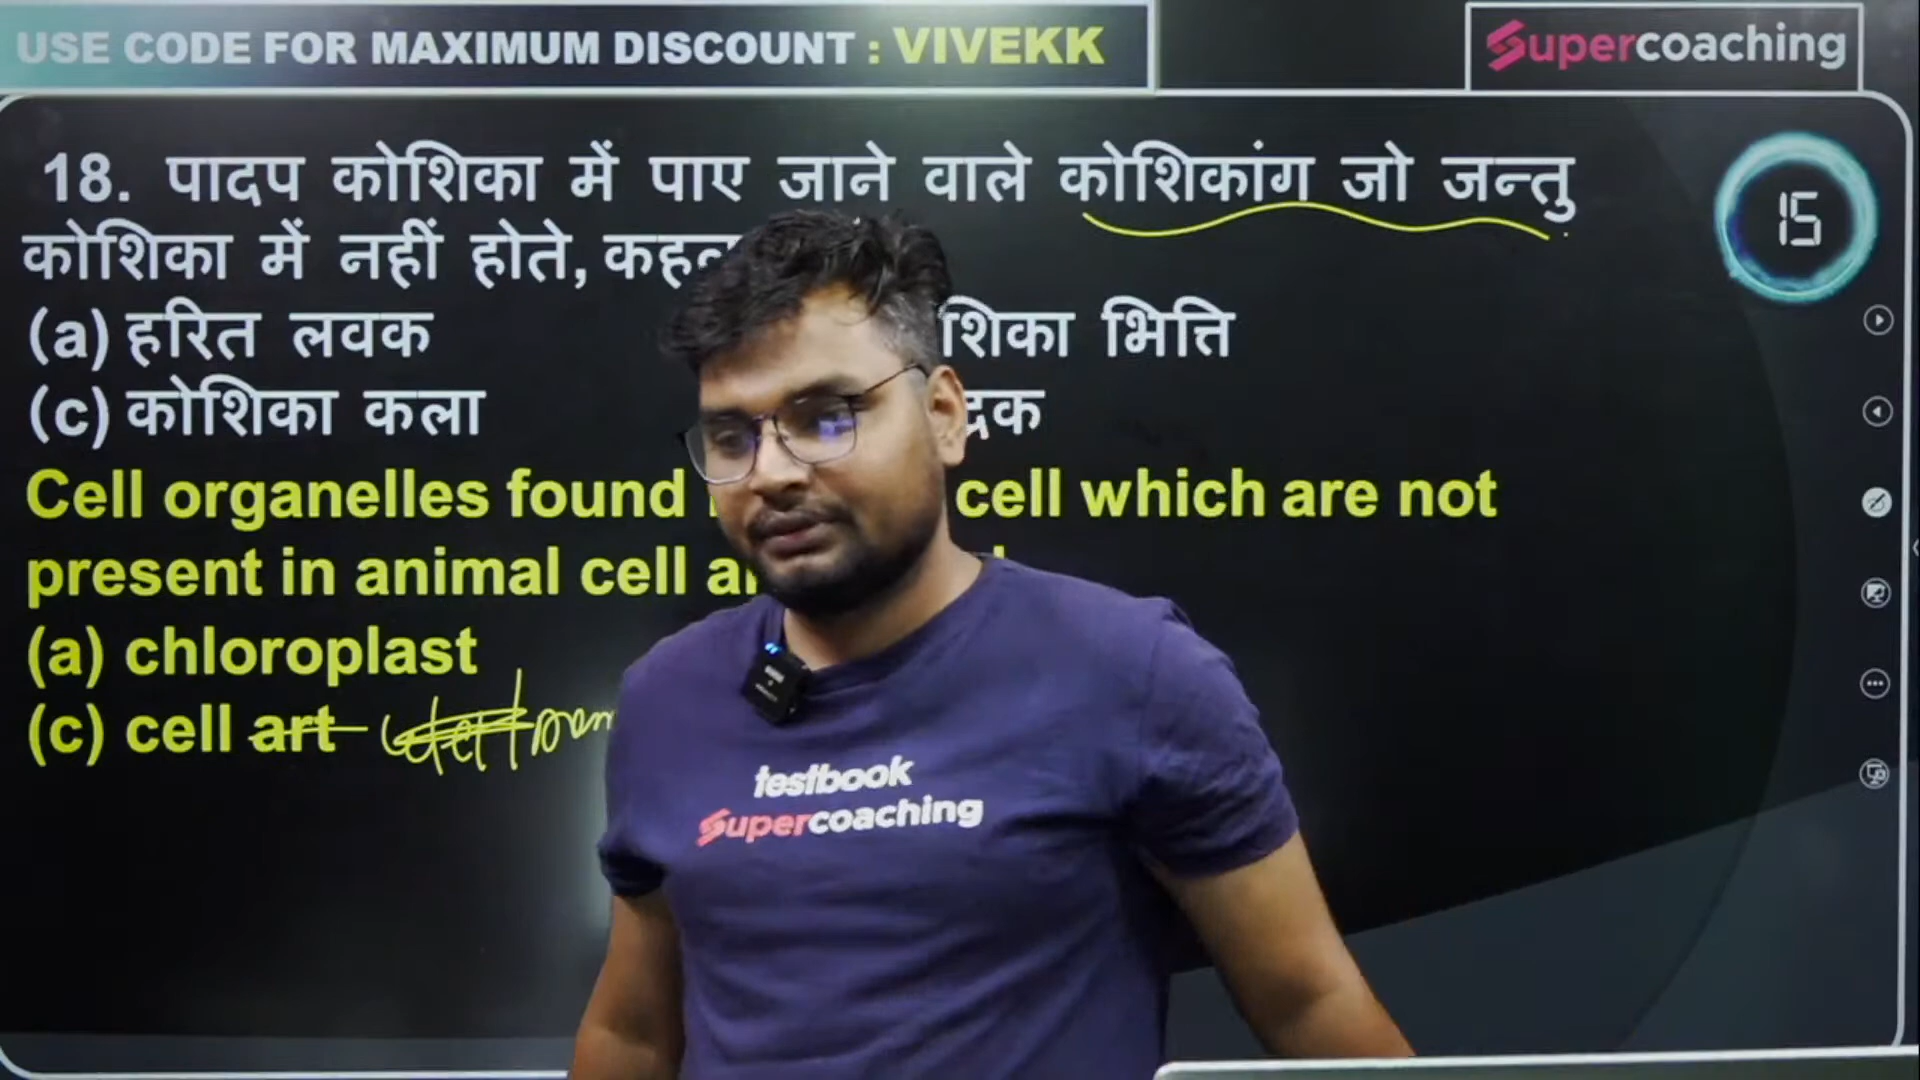 USE CODE FOR MAXIMUM DISCOUNT : VIVEKK
Supercoaching
18. पादप कोशिका में पाए जाने वाले कोशिकांग जो जन्तु
कोशिका में नहीं होते,
15
(a) हरित लवक
भित्ति
(c) कोशिका कला
Cell organelles found cell which are not
present in animal cell
(a) chloroplast
(c) cell art
testbook
Supercoaching